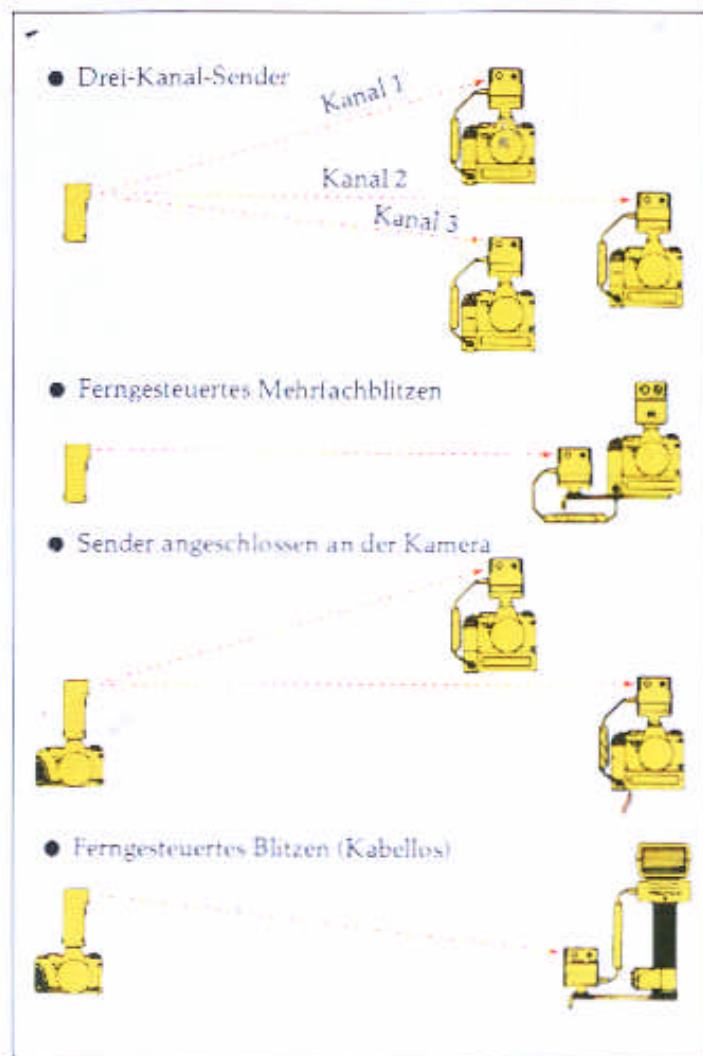 ● Drei-Kanal-Sender
Kanal 1
Kanal 2
Kanal 3
● Ferngesteuertes Mehrfachblitzen
● Sender angeschlossen an der Kamera
● Ferngesteuertes Blitzen (Kabellos)